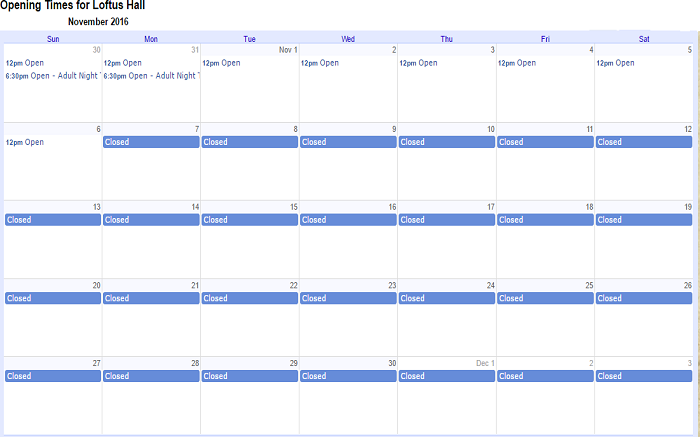 Opening Times for Loftus Hall
November 2016
Sun Mon Tue Wed Thu Fri Sat
30 31 Nov 1 2 3 4 5
12pm Open 12pm Open 12pm Open 12pm Open 12pm Open 12pm Open 12pm Open
6:30pm Open - Adult Night T 6:30pm Open - Adult Night T
6 7 8 9 10 11 12
12pm Open Closed Closed Closed Closed Closed Closed
13 14 15 16 17 18 19
Closed Closed Closed Closed Closed Closed Closed
20 21 22 23 24 25 26
Closed Closed Closed Closed Closed Closed Closed
27 28 29 30 Dec 1 2 3
Closed Closed Closed Closed Closed Closed Closed